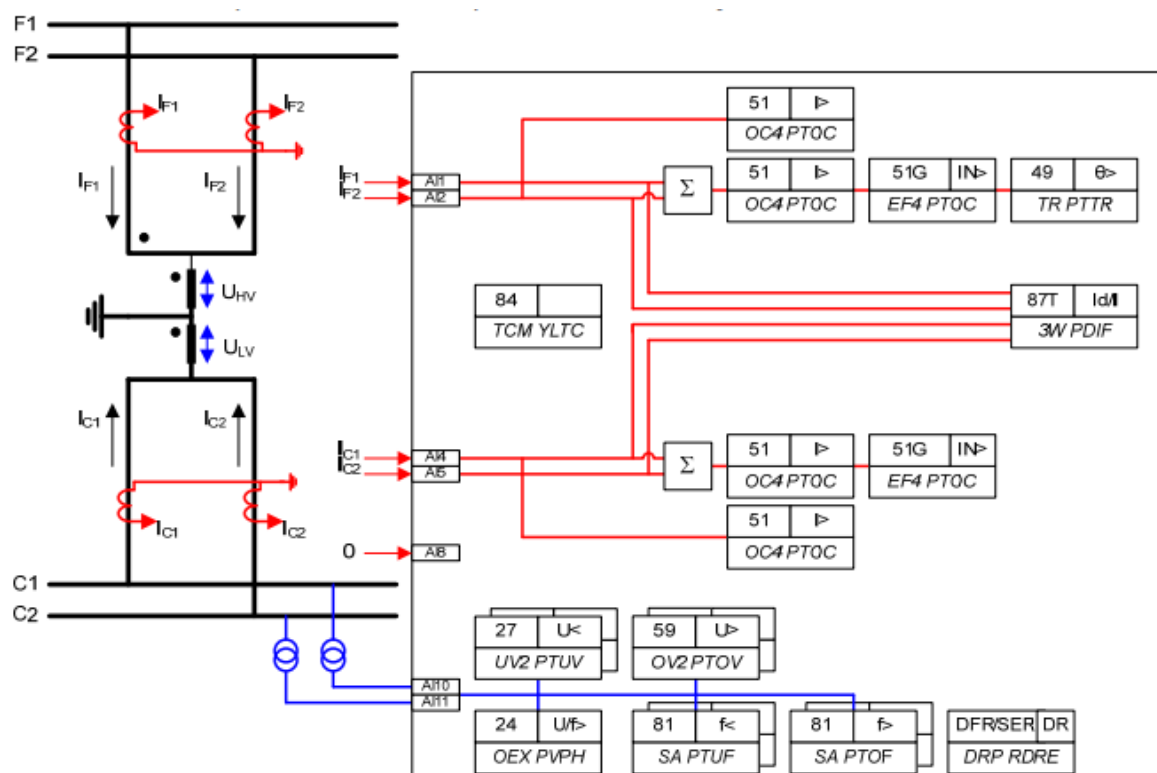 F1
F2
IF1
IF2
IF1
IF2
UHV
ULV
IC1
IC2
IC1
IC2
C1
C2
IF1
IF2
AI1
AI2
IC1
IC2
AI4
AI5
0
AI8
AI10
AI11
Σ
Σ
51 I>
OC4 PTOC
51 I>
OC4 PTOC
51G IN>
EF4 PTOC
49 θ>
TR PTTR
84
TCM YLTC
87T Id/I
3W PDIF
51 I>
OC4 PTOC
51G IN>
EF4 PTOC
51 I>
OC4 PTOC
27 U<
UV2 PTUV
59 U>
OV2 PTOV
24 U/f>
OEX PVPH
81 f<
SA PTUF
81 f>
SA PTOF
DFR/SER DR
DRP RDRE